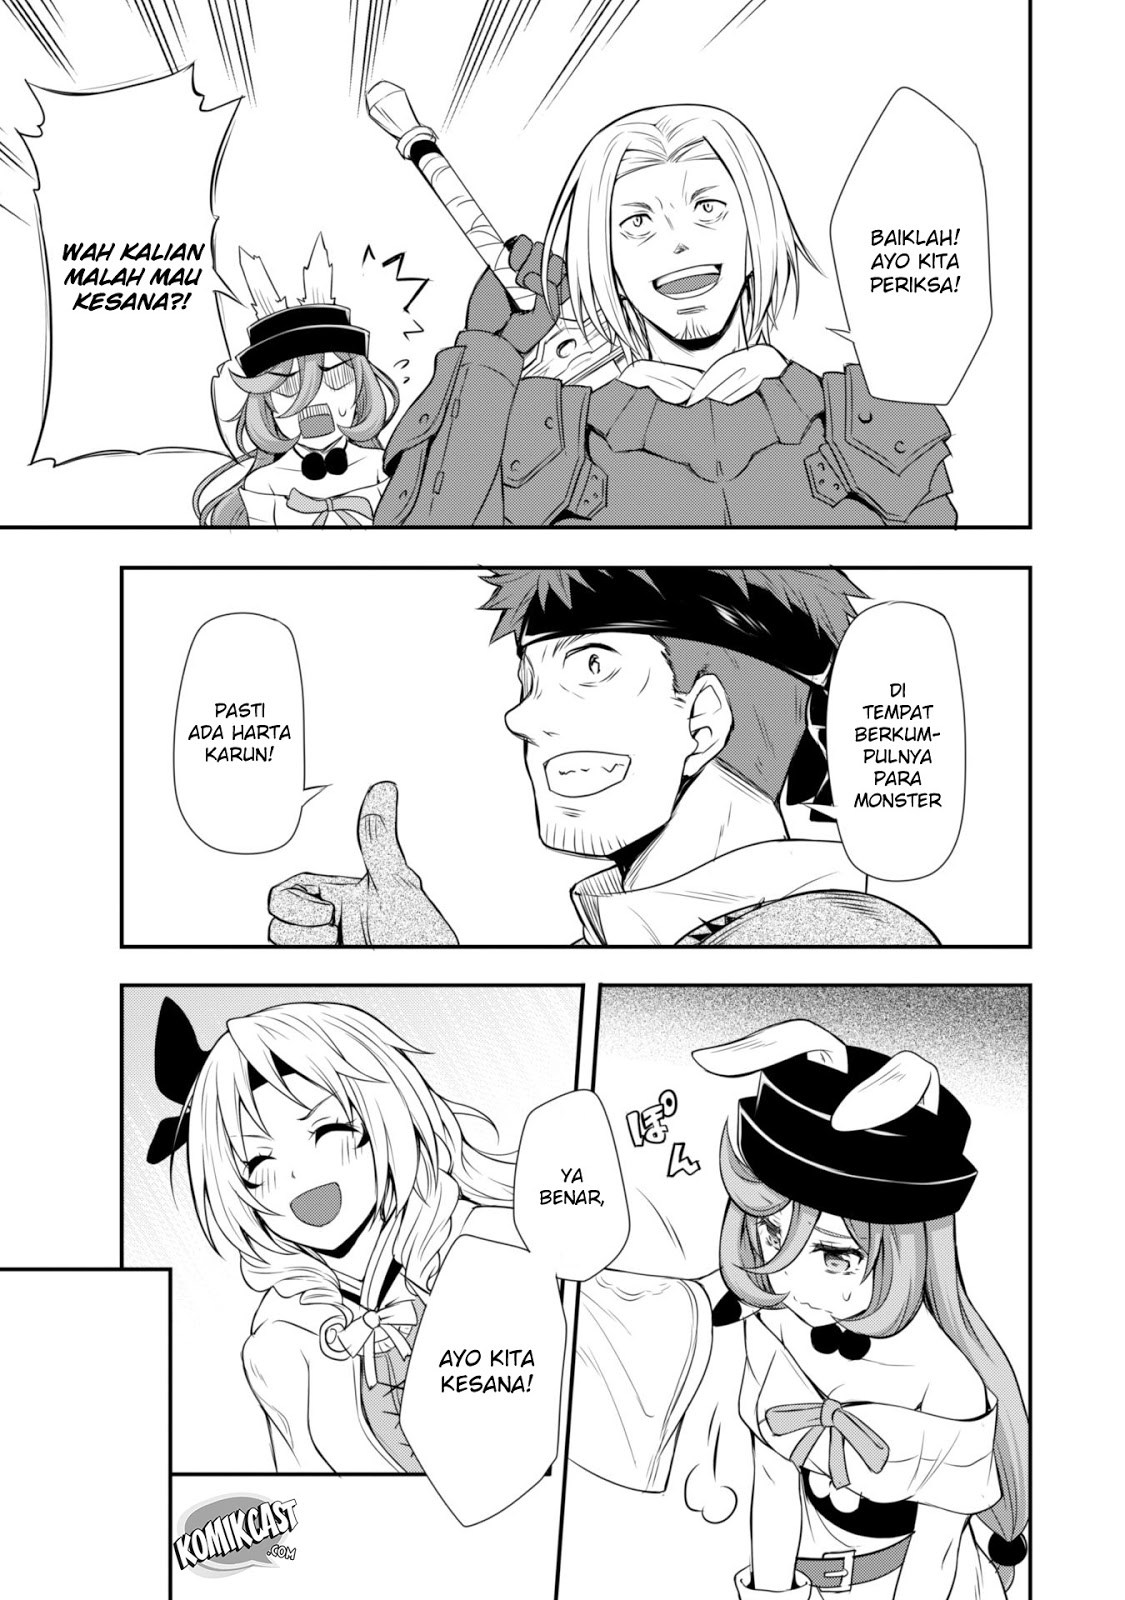 BAIKLAH!
AYO KITA
PERIKSA!
WAH KALIAN
MALAH MAU
KESANA?!
DI
TEMPAT
BERKUM-
PULNYA
PARA
MONSTER
PASTI
ADA HARTA
KARUN!
ぽん
YA
BENAR,
AYO KITA
KESANA!
KOMIKCAST
.COM